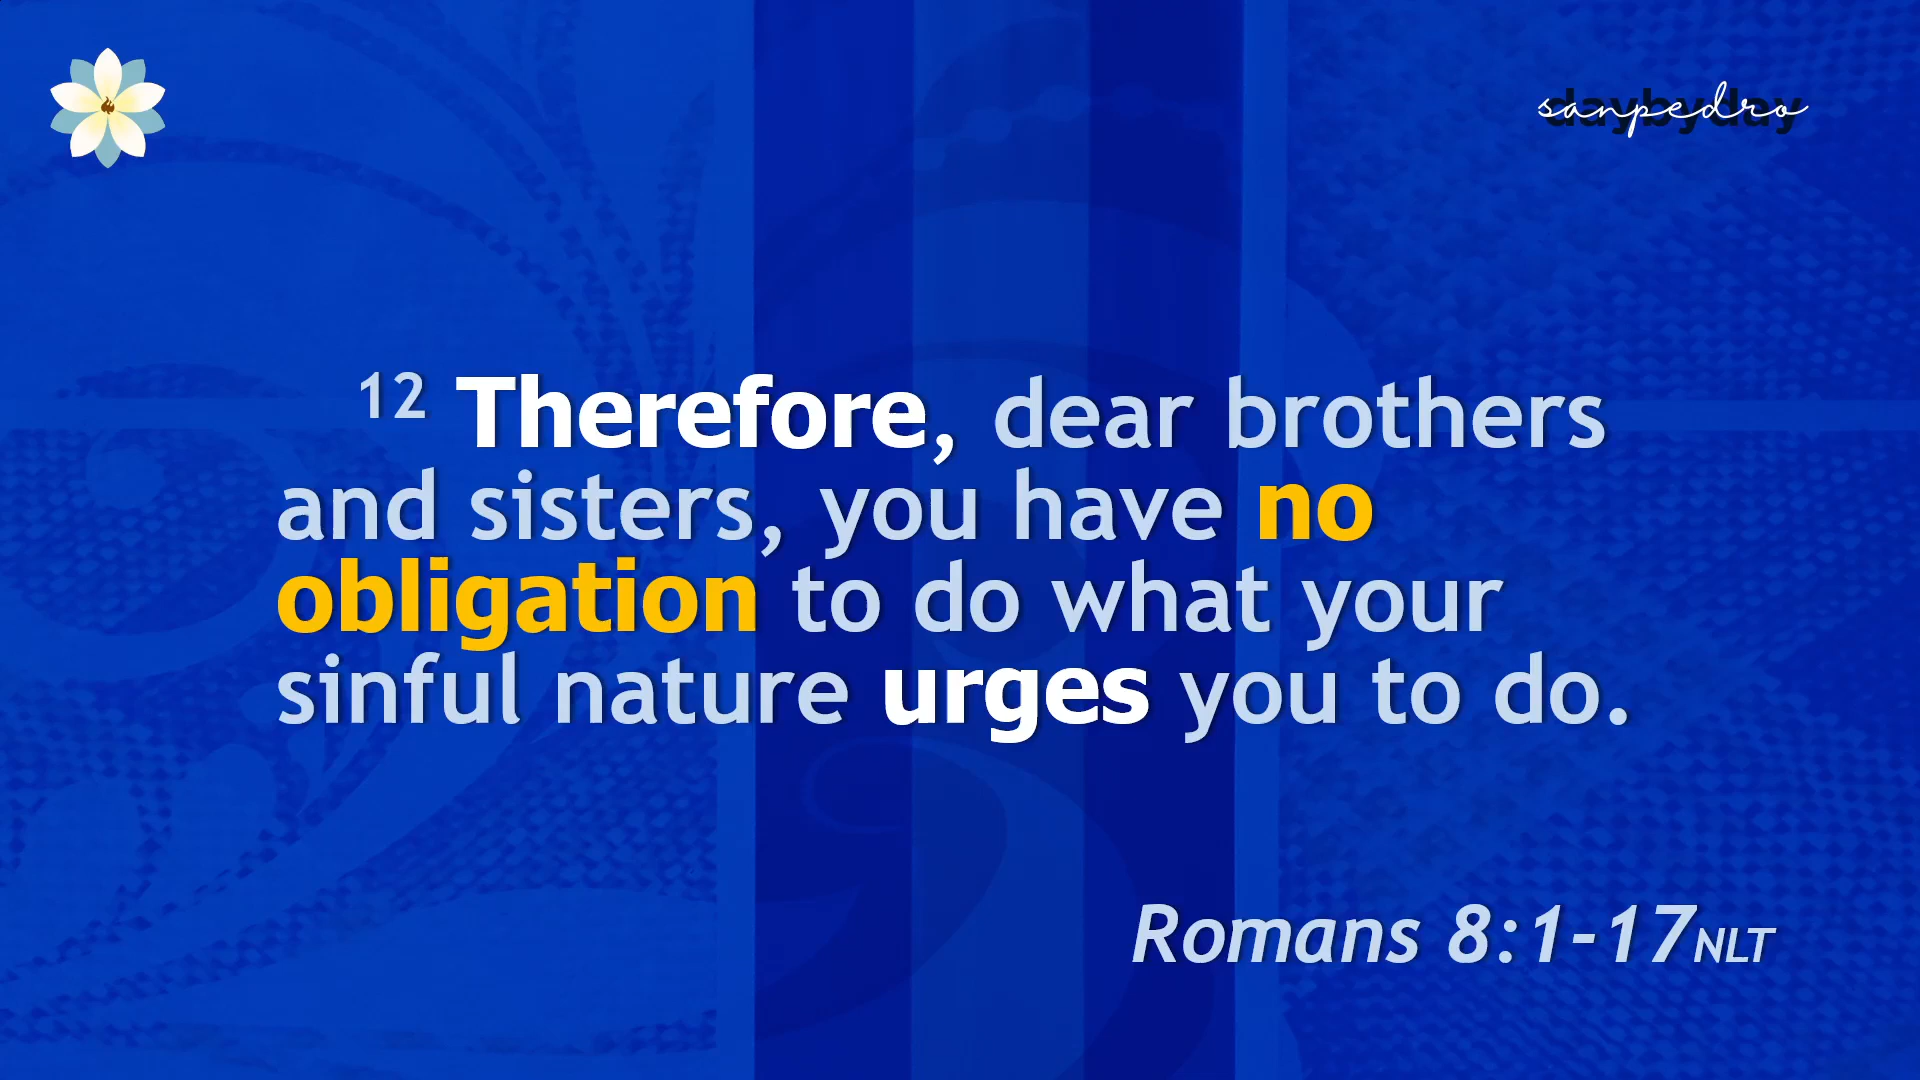 daybyday
sanpedro
12 Therefore, dear brothers
and sisters, you have no
obligation to do what your
sinful nature urges you to do.
Romans 8:1-17NLT